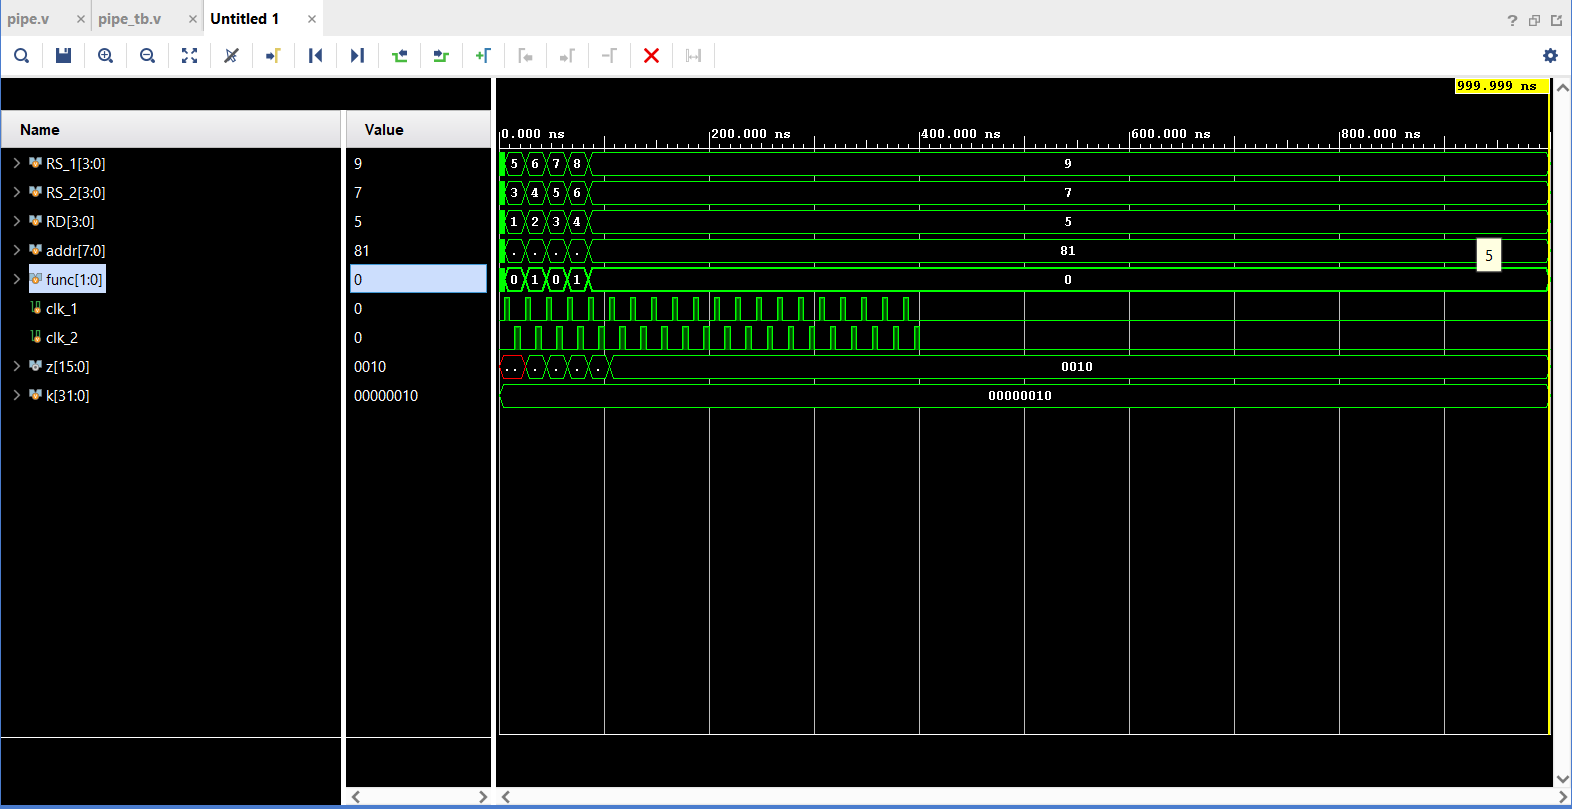 pipe.v × pipe_tb.v × Untitled 1 ×
?
999.999 ns
Name Value
0.000 ns 200.000 ns 400.000 ns 600.000 ns 800.000 ns
RS_1[3:0] 9 5 6 7 8 9
RS_2[3:0] 7 3 4 5 6 7
RD[3:0] 5 1 2 3 4 5
addr[7:0] 81 . . . . 81
5
func[1:0] 0 0 1 0 1 0
clk_1 0
clk_2 0
z[15:0] 0010 .. . . . . 0010
k[31:0] 00000010 00000010